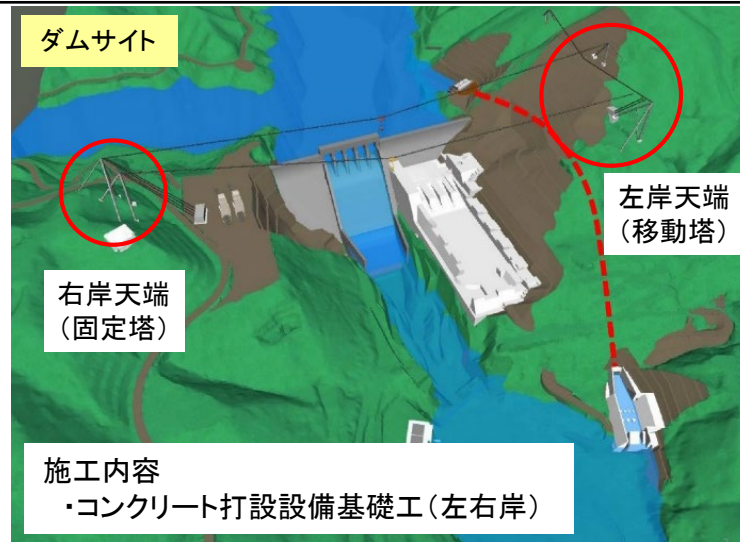 ダムサイト
左岸天端
（移動塔）
右岸天端
（固定塔）
施工内容
・コンクリート打設設備基礎工（左右岸）